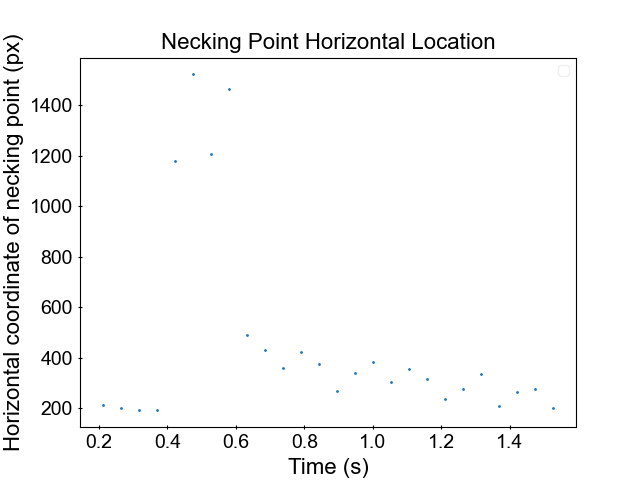 Necking Point Horizontal Location
Horizontal coordinate of necking point (px)
1400
1200
1000
800
600
400
200
0.2 0.4 0.6 0.8 1.0 1.2 1.4
Time (s)